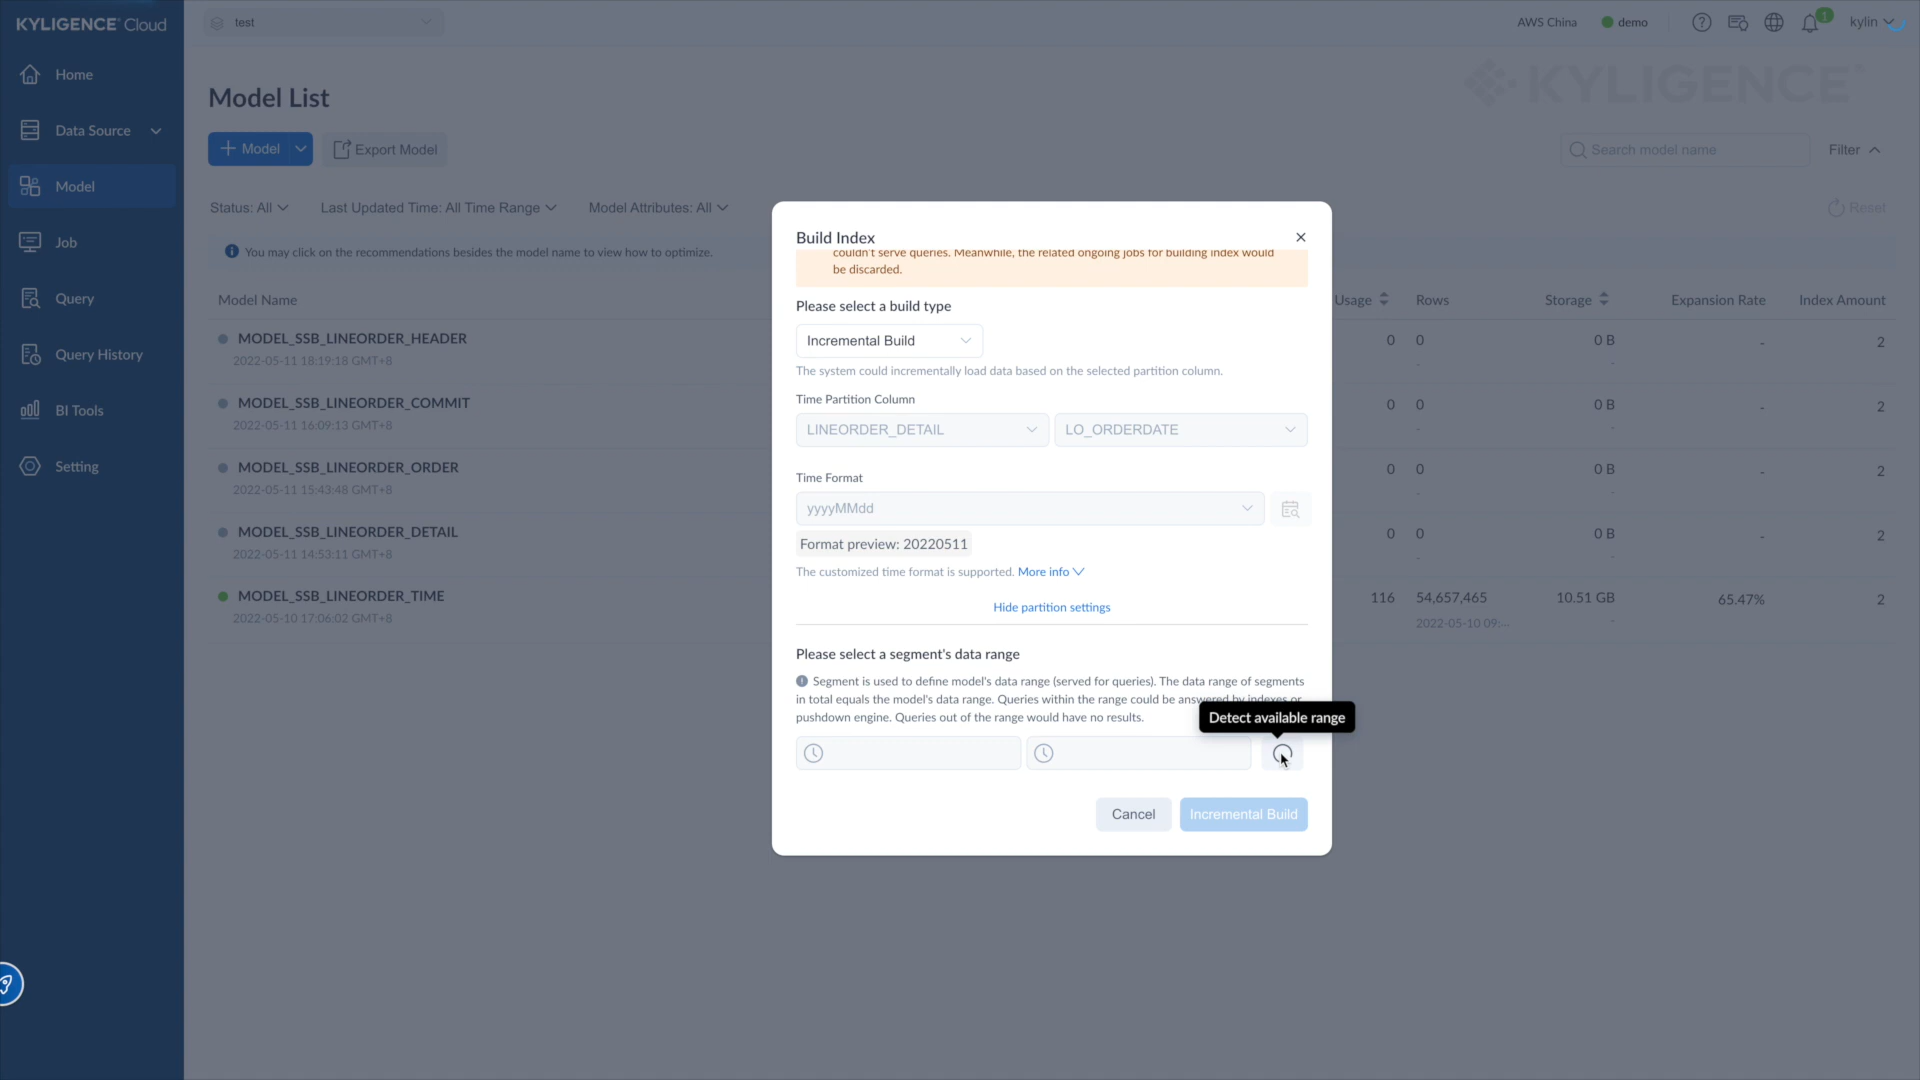 KYLIGENCE® Cloud
test
AWS China
demo
1
kylin
Home
Data Source
Model
Job
Query
Query History
BI Tools
Setting
Model List
KYLIGENCE®
Model
Export Model
Search model name
Filter
Status: All
Last Updated Time: All Time Range
Model Attributes: All
Reset
You may click on the recommendations besides the model name to view how to optimize.
Model Name
Usage
Rows
Storage
Expansion Rate
Index Amount
MODEL_SSB_LINEORDER_HEADER
2022-05-11 18:19:18 GMT+8
0
0
-
0 B
-
-
2
MODEL_SSB_LINEORDER_COMMIT
2022-05-11 16:09:13 GMT+8
0
0
-
0 B
-
-
2
MODEL_SSB_LINEORDER_ORDER
2022-05-11 15:43:48 GMT+8
0
0
-
0 B
-
-
2
MODEL_SSB_LINEORDER_DETAIL
2022-05-11 14:53:11 GMT+8
0
0
-
0 B
-
-
2
MODEL_SSB_LINEORDER_TIME
2022-05-10 17:06:02 GMT+8
116
54,657,465
2022-05-10 09:...
10.51 GB
-
65.47%
2
Build Index
couldn't serve queries. Meanwhile, the related ongoing jobs for building index would
be discarded.
Please select a build type
Incremental Build
The system could incrementally load data based on the selected partition column.
Time Partition Column
LINEORDER_DETAIL
LO_ORDERDATE
Time Format
yyyyMMdd
Format preview: 20220511
The customized time format is supported. More info
Hide partition settings
Please select a segment's data range
Segment is used to define model's data range (served for queries). The data range of segments
in total equals the model's data range. Queries within the range could be answered by indexes or
pushdown engine. Queries out of the range would have no results.
Detect available range
Cancel
Incremental Build